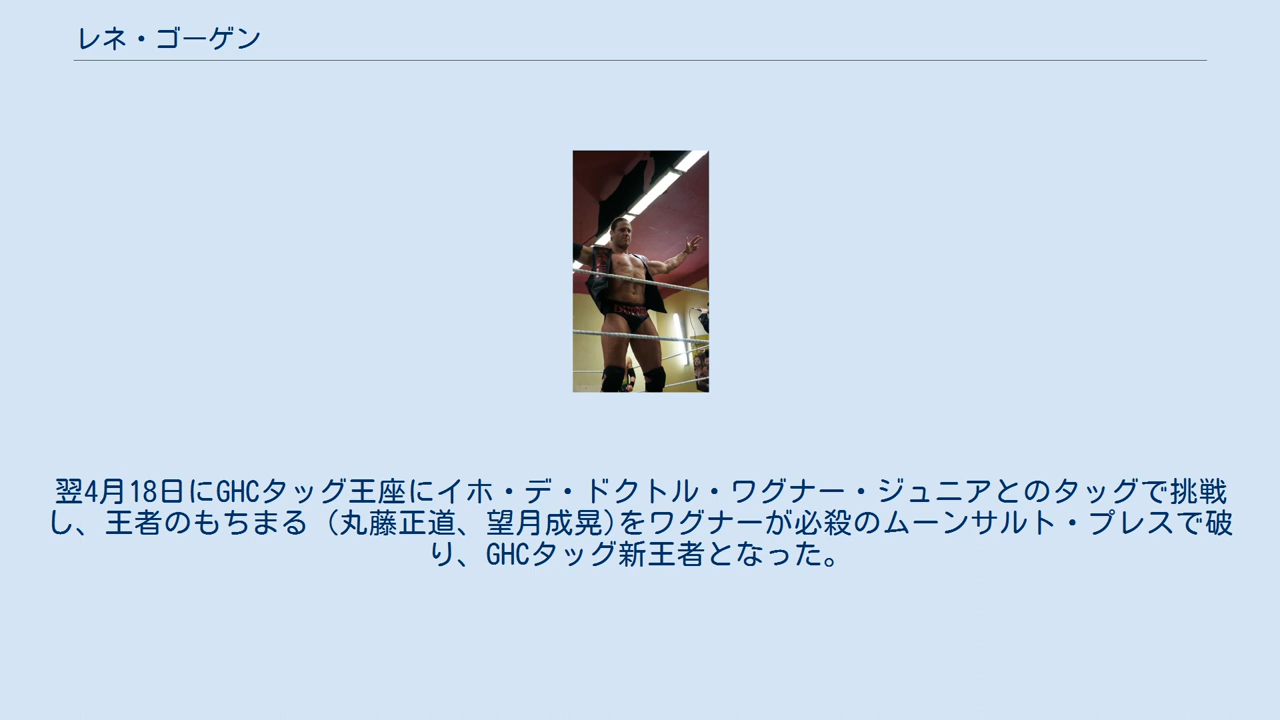 レネ・ゴーゲン
翌4月18日にGHCタッグ王座にイホ・デ・ドクトル・ワグナー・ジュニアとのタッグで挑戦
し、王者のもちまる (丸藤正道、望月成晃)をワグナーが必殺のムーンサルト・プレスで破
り、GHCタッグ新王者となった。